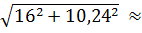 √(16² + 10,24²) ≈